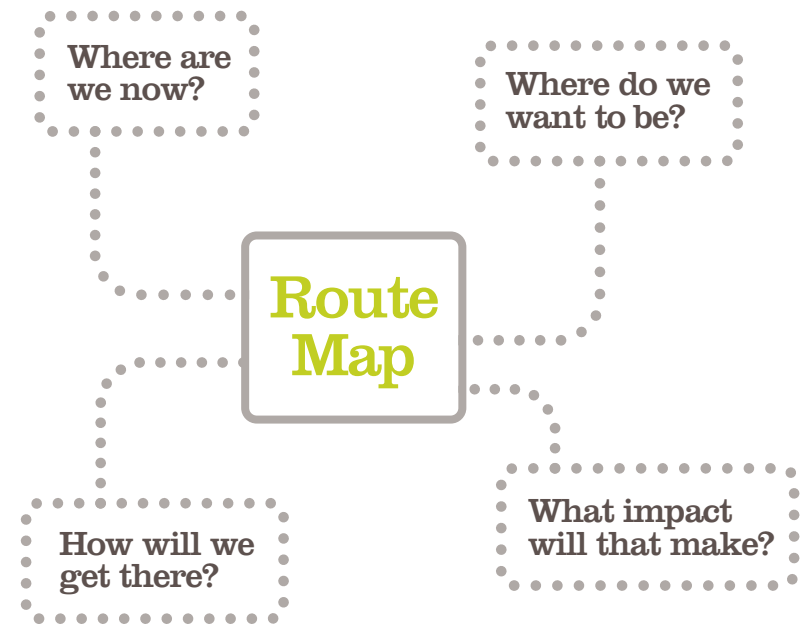 Where are
we now?
Where do we
want to be?
Route
Map
How will we
get there?
What impact
will that make?